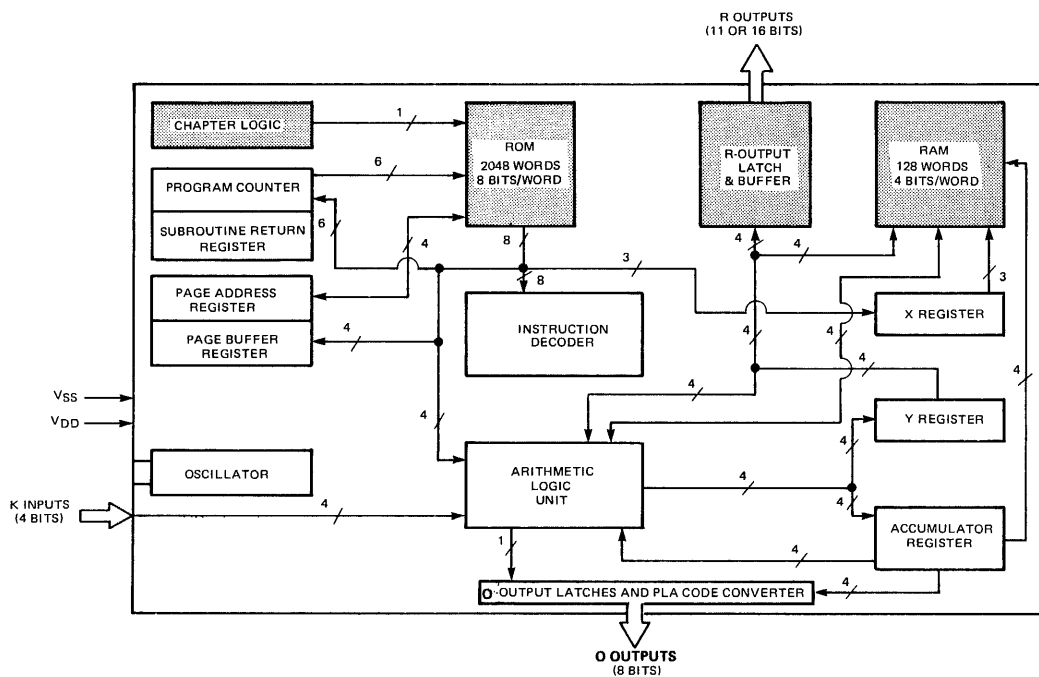 R OUTPUTS
(11 OR 16 BITS)
CHAPTER LOGIC
1
ROM
2048 WORDS
8 BITS/WORD
R-OUTPUT
LATCH
& BUFFER
RAM
128 WORDS
4 BITS/WORD
PROGRAM COUNTER
6
SUBROUTINE RETURN
REGISTER
6
4
8
4
4
3
8
3
PAGE ADDRESS
REGISTER
PAGE BUFFER
REGISTER
4
INSTRUCTION
DECODER
X REGISTER
4
4
4
4
4
VSS
VDD
4
4
Y REGISTER
OSCILLATOR
ARITHMETIC
LOGIC
UNIT
4
4
4
K INPUTS
(4 BITS)
4
ACCUMULATOR
REGISTER
1
4
4
O-OUTPUT LATCHES AND PLA CODE CONVERTER
O OUTPUTS
(8 BITS)